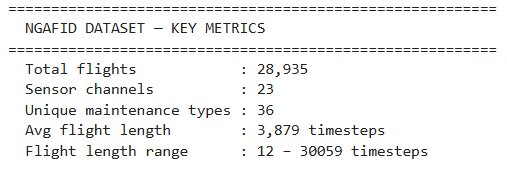 ============================================================
NGAFID DATASET — KEY METRICS
============================================================
Total flights : 28,935
Sensor channels : 23
Unique maintenance types : 36
Avg flight length : 3,879 timesteps
Flight length range : 12 – 30059 timesteps